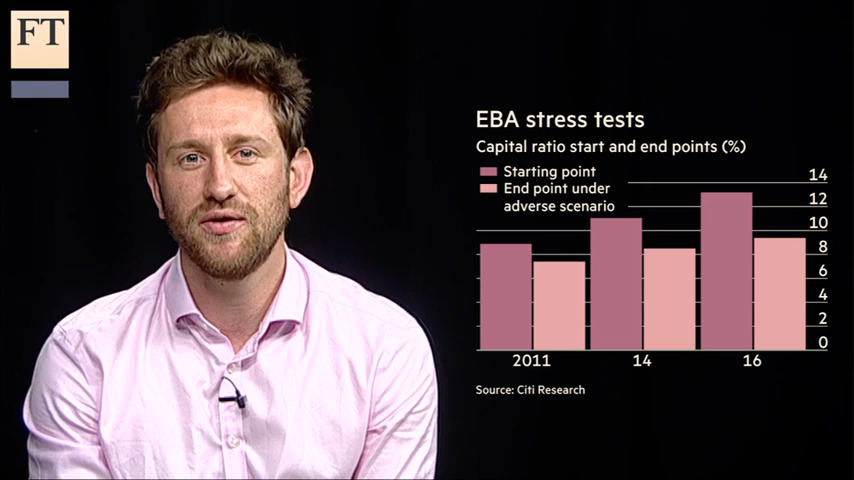 FT
EBA stress tests
Capital ratio start and end points (%)
Starting point
End point under
adverse scenario
14
12
10
8
6
4
2
0
2011
14
16
Source: Citi Research